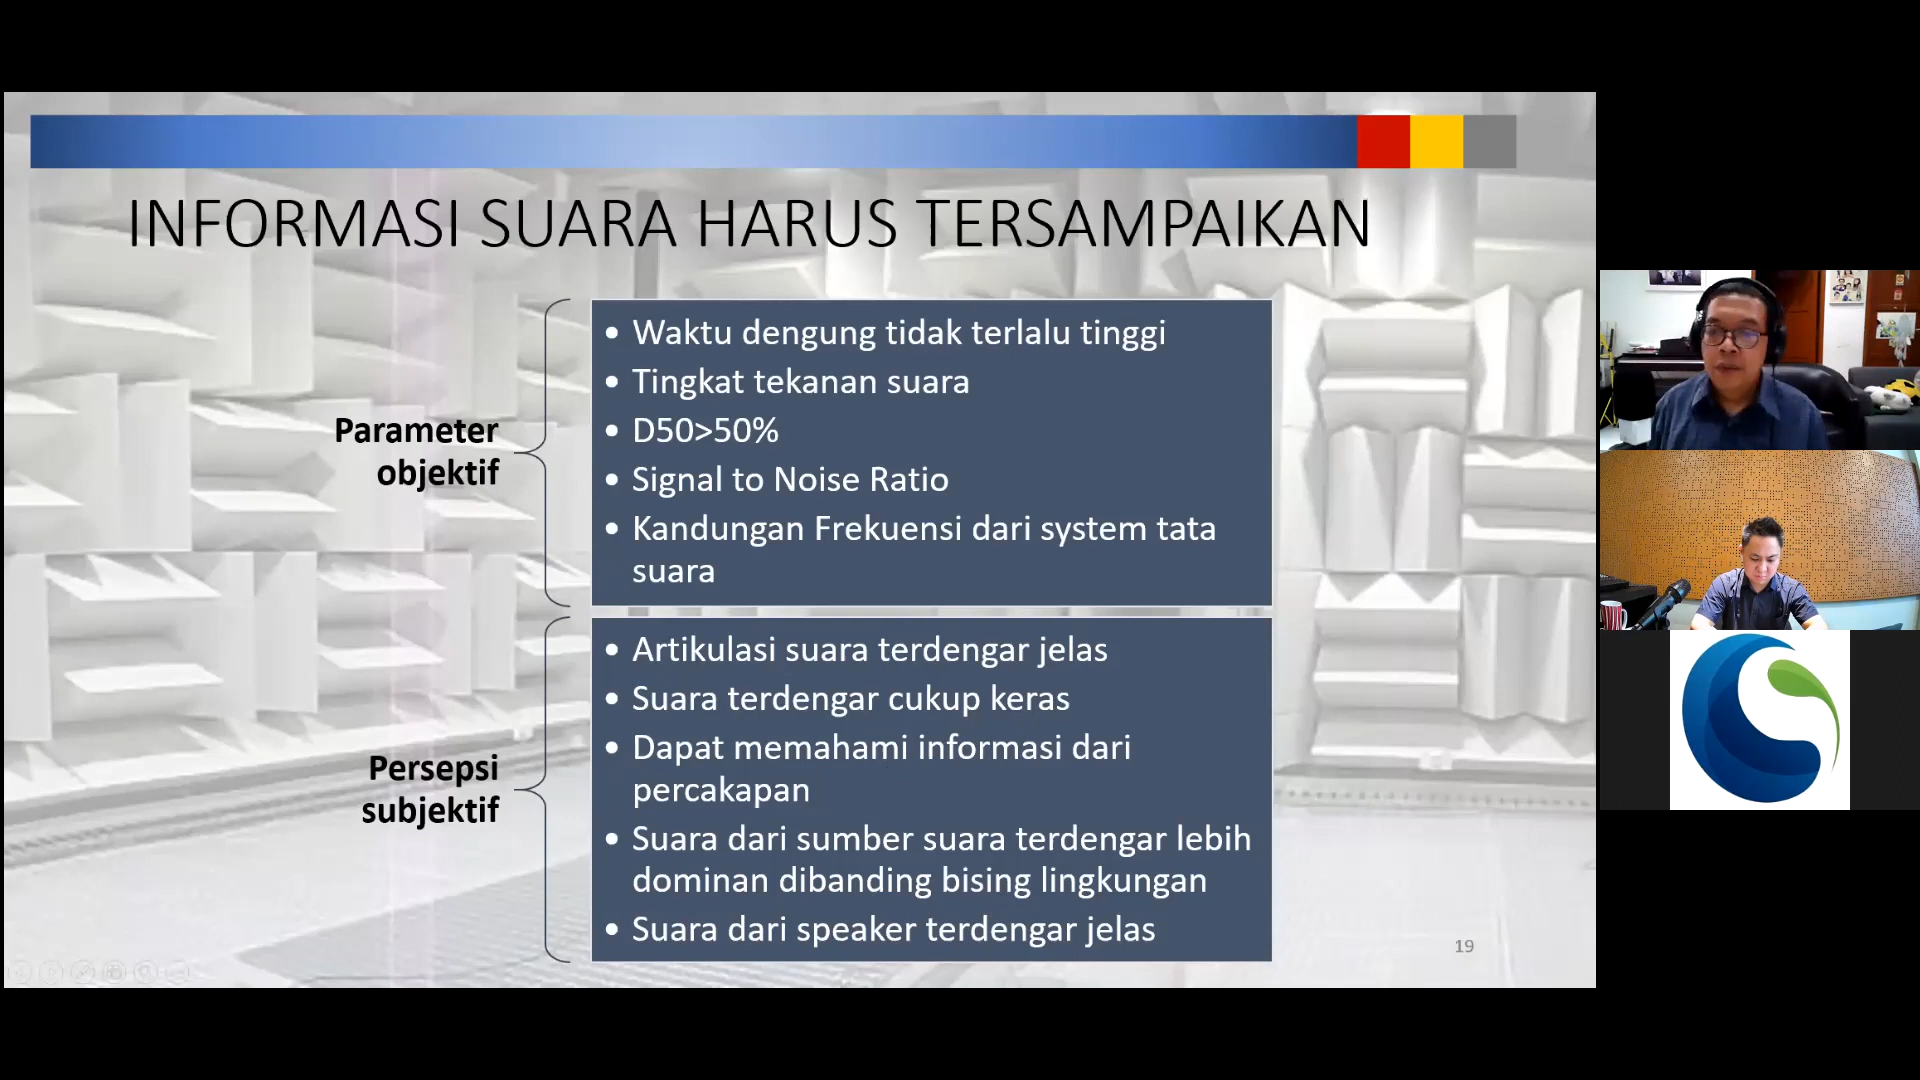 INFORMASI SUARA HARUS TERSAMPAIKAN
Parameter
objektif
• Waktu dengung tidak terlalu tinggi
• Tingkat tekanan suara
• D50>50%
• Signal to Noise Ratio
• Kandungan Frekuensi dari system tata
suara
Persepsi
subjektif
• Artikulasi suara terdengar jelas
• Suara terdengar cukup keras
• Dapat memahami informasi dari
percakapan
• Suara dari sumber suara terdengar lebih
dominan dibanding bising lingkungan
• Suara dari speaker terdengar jelas
19